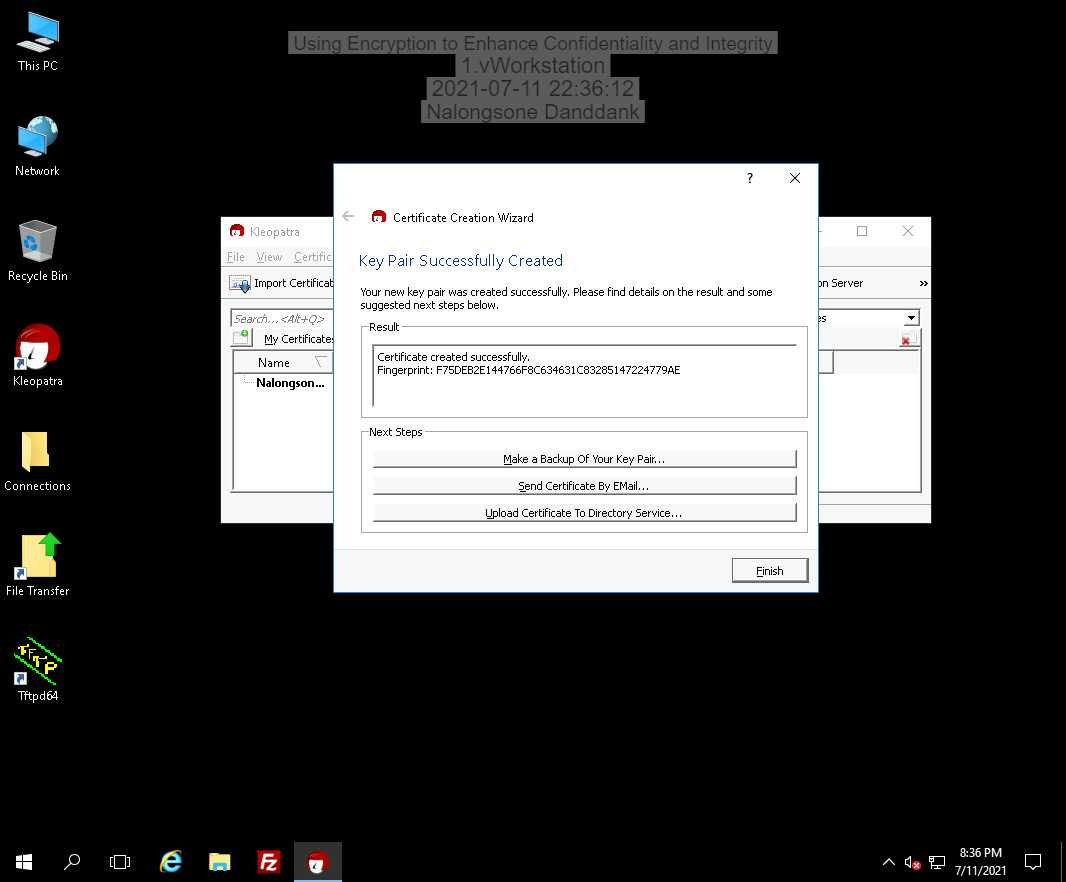 Using Encryption to Enhance Confidentiality and Integrity
1.vWorkstation
2021-07-11 22:36:12
Nalongsone Danddank
This PC
Network
Recycle Bin
Kleopatra
Connections
File Transfer
TFTP
Tftpd64
Kleopatra
File View Certific
Import Certificat
on Server
»
Search...<Alt+Q>
es
My Certificates
Name
Nalongson...
?
Certificate Creation Wizard
Key Pair Successfully Created
Your new key pair was created successfully. Please find details on the result and some
suggested next steps below.
Result
Certificate created successfully.
Fingerprint: F75DEB2E144766F8C634631C83285147224779AE
Next Steps
Make a Backup Of Your Key Pair...
Send Certificate By EMail...
Upload Certificate To Directory Service...
Finish
Fz
8:36 PM
7/11/2021